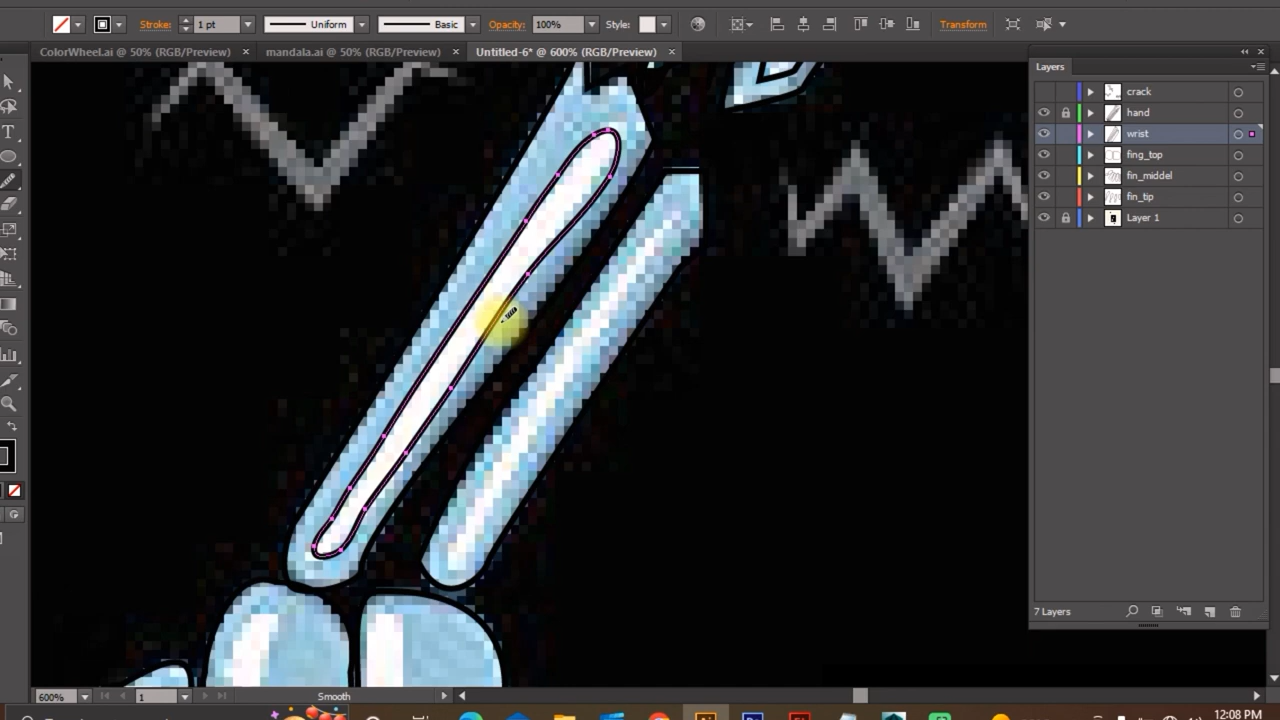 Stroke: 1 pt Uniform Basic Opacity: 100% Style: Transform
ColorWheel.ai @ 50% (RGB/Preview) × mandala.ai @ 50% (RGB/Preview) × Untitled-6* @ 600% (RGB/Preview) ×
Layers
crack
hand
wrist
fing_top
fin_middel
fin_tip
Layer 1
7 Layers
600% 1 Smooth
12:08 PM